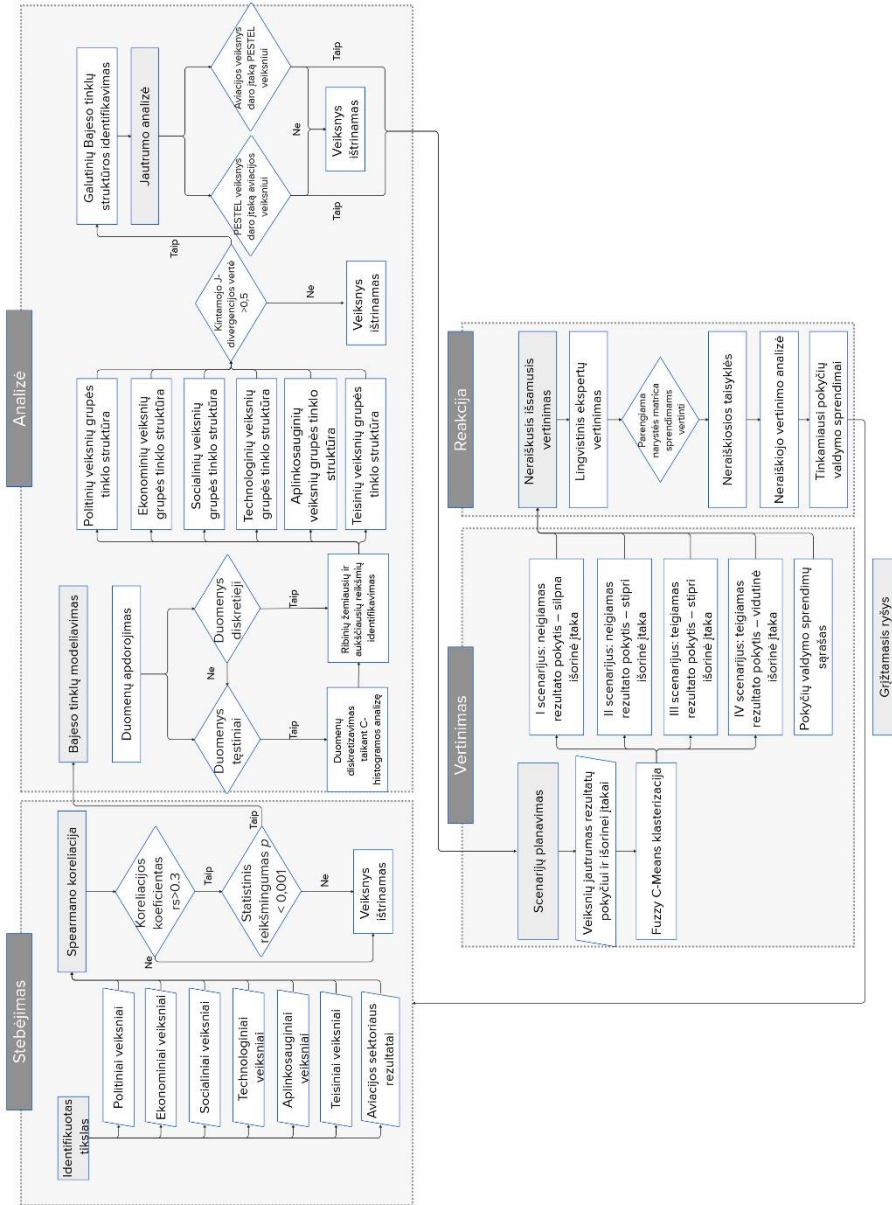 Stebėjimas
Identifikuotas
tikslas
Politiniai veiksniai
Ekonominiai veiksniai
Socialiniai veiksniai
Technologiniai
veiksniai
Aplinkosauginiai
veiksniai
Teisiniai veiksniai
Aviacijos sektoriaus
rezultatai
Spearmano koreliacija
Koreliacijos
koeficientas
rs>0.3
Ne
Taip
Statistinis
reikšmingumas p
< 0,001
Taip
Ne
Veiksnys
ištrinamas
Analizė
Bajeso tinklų modeliavimas
Duomenų apdorojimas
Duomenys
tęstiniai
Ne
Duomenys
diskretieji
Taip
Taip
Duomenų
diskretizavimas
taikant C-
histogramos analizę
Ribinių žemiausių ir
aukščiausių reikšmių
identifikavimas
Politinių veiksnių grupės
tinklo struktūra
Ekonominių veiksnių
grupės tinklo struktūra
Socialinių veiksnių
grupės tinklo struktūra
Technologinių veiksnių
grupės tinklo struktūra
Aplinkosauginių
veiksnių grupės tinklo
struktūra
Teisinių veiksnių grupės
tinklo struktūra
Kintamojo J-
divergencijos vertė
>0,5
Taip
Ne
Veiksnys
ištrinamas
Galutinių Bajeso tinklų
struktūros identifikavimas
Jautrumo analizė
PESTEL veiksnys
daro įtaką aviacijos
veiksniui
Aviacijos veiksnys
daro įtaką PESTEL
veiksniui
Taip
Ne
Taip
Veiksnys
ištrinamas
Vertinimas
Scenarijų planavimas
Veiksnių jautrumas rezultatų
pokyčiui ir išorinei įtakai
Fuzzy C-Means klasterizacija
I scenarijus: neigiamas
rezultato pokytis – silpna
išorinė įtaka
II scenarijus: neigiamas
rezultato pokytis – stipri
išorinė įtaka
III scenarijus: teigiamas
rezultato pokytis – stipri
išorinė įtaka
IV scenarijus: teigiamas
rezultato pokytis – vidutinė
išorinė įtaka
Pokyčių valdymo sprendimų
sąrašas
Reakcija
Neraiškusis išsamusis
vertinimas
Lingvistinis ekspertų
vertinimas
Parengiama
narystės matrica
sprendimams
vertinti
Neraiškiosios taisyklės
Neraiškiojo vertinimo analizė
Tinkamiausi pokyčių
valdymo sprendimai
Grįžtamasis ryšys